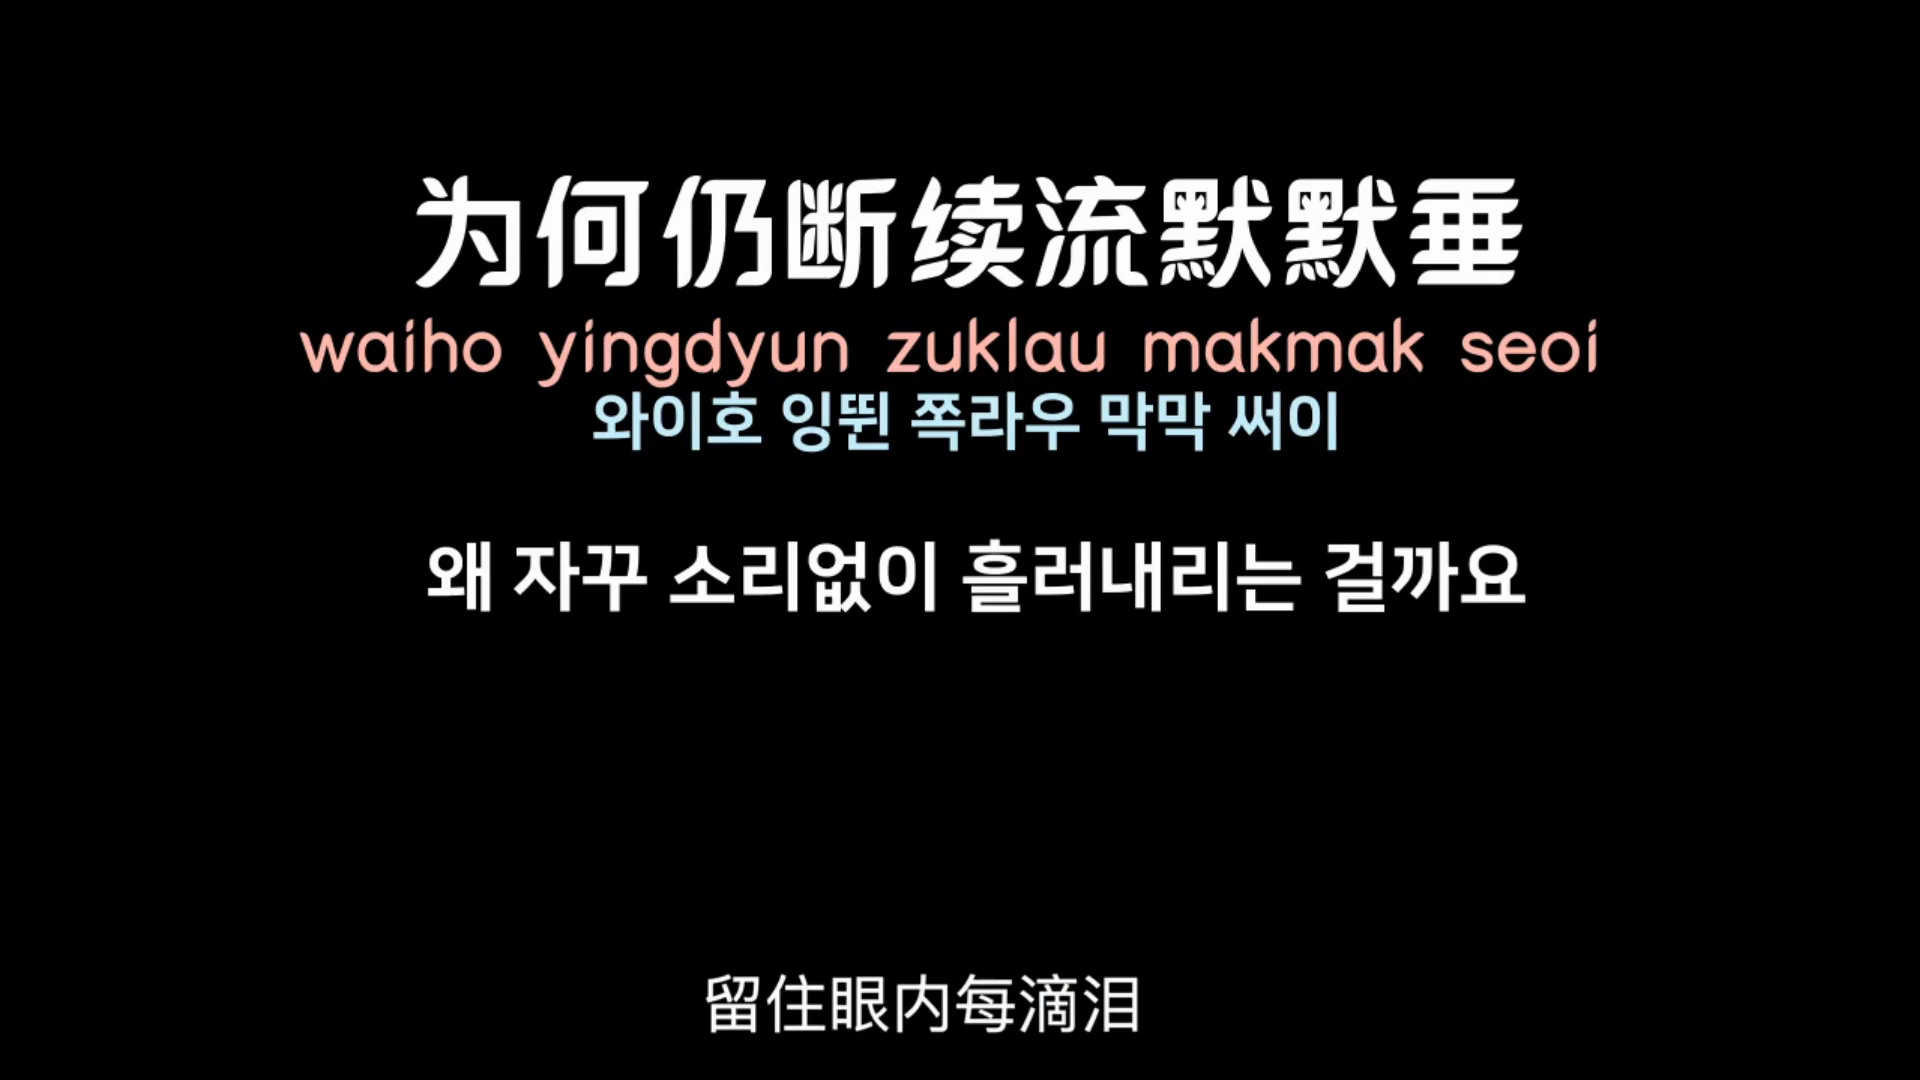 为何仍断续流默默垂
waiho yingdyun zuklau makmak seoi
와이호 잉뛴 쪽라우 막막 써이
왜 자꾸 소리없이 흘러내리는 걸까요
留住眼内每滴泪